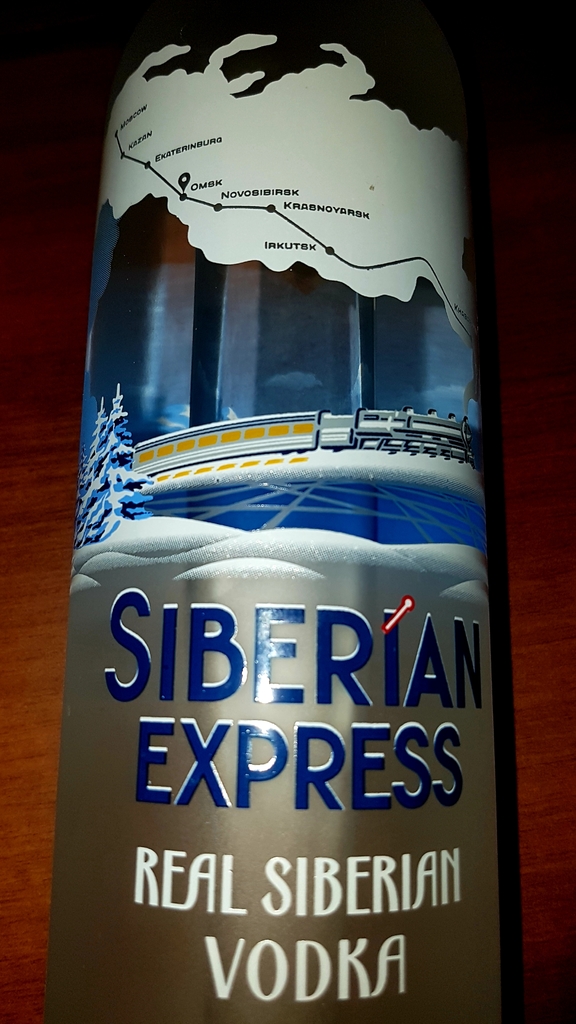 Moscow
Kazan
Ekaterinburg
Omsk
Novosibirsk
Krasnoyarsk
Irkutsk
SIBERIAN
EXPRESS
REAL SIBERIAN
VODKA